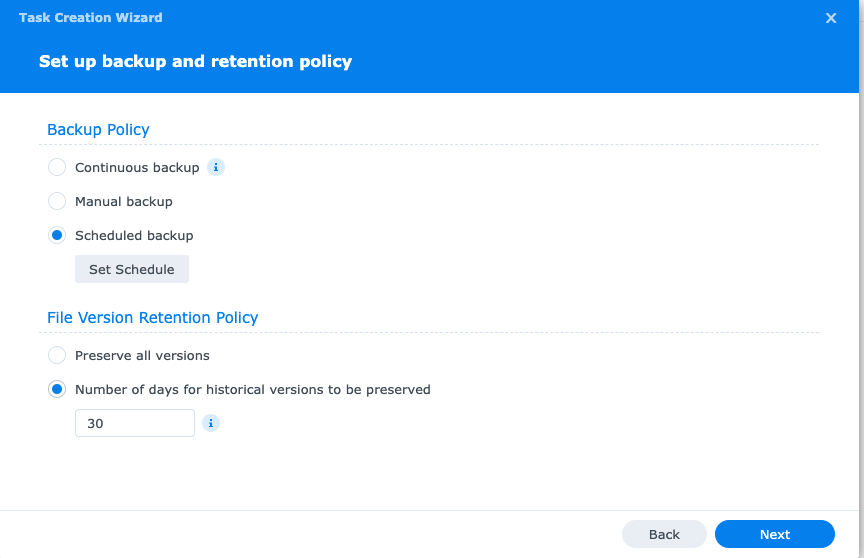 Task Creation Wizard
Set up backup and retention policy
Backup Policy
Continuous backup
Manual backup
Scheduled backup
Set Schedule
File Version Retention Policy
Preserve all versions
Number of days for historical versions to be preserved
30
Back Next